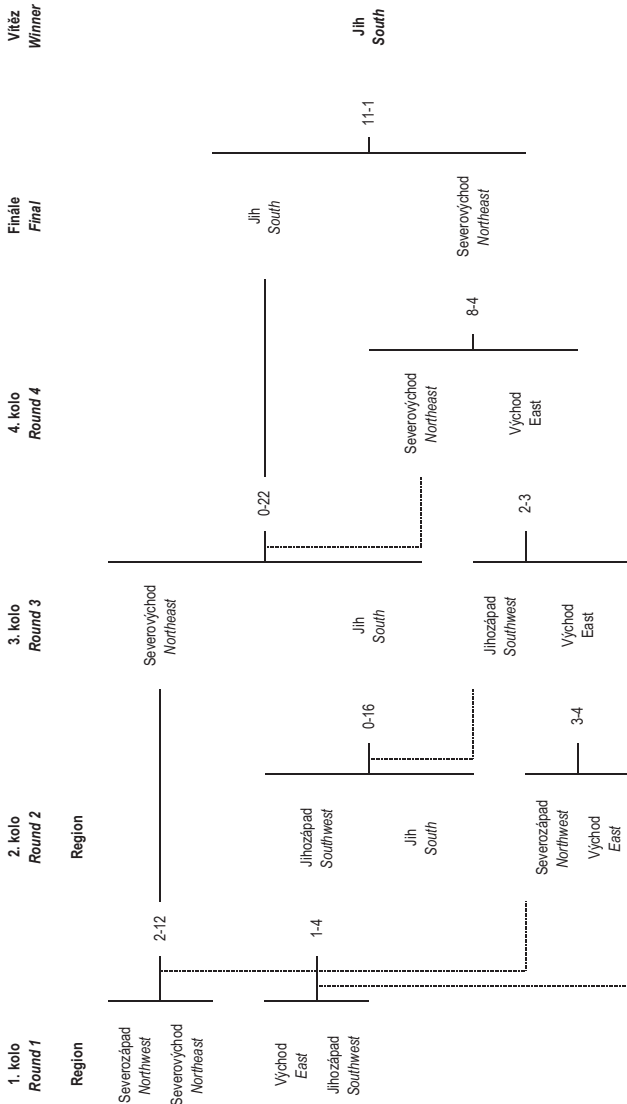 1. kolo
Round 1
Region
Severozápad
Northwest
Severovýchod
Northeast
Východ
East
Jihozápad
Southwest
2-12
1-4
2. kolo
Round 2
Region
Jihozápad
Southwest
Jih
South
Severozápad
Northwest
Východ
East
0-16
3-4
3. kolo
Round 3
Severovýchod
Northeast
Jih
South
Jihozápad
Southwest
Východ
East
0-22
2-3
4. kolo
Round 4
Severovýchod
Northeast
Východ
East
8-4
Finále
Final
Jih
South
Severovýchod
Northeast
11-1
Vítěz
Winner
Jih
South